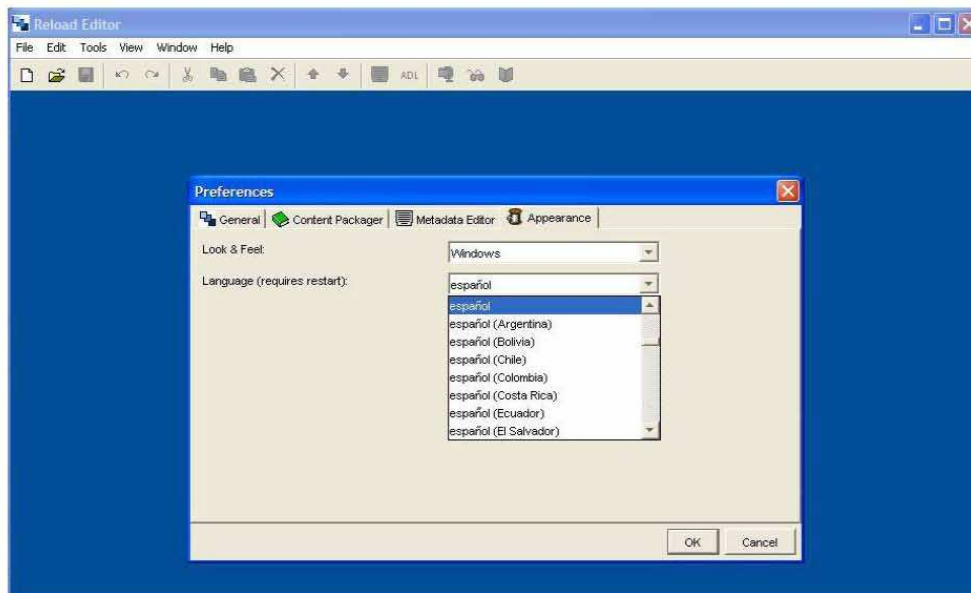 Reload Editor
File Edit Tools View Window Help
ADL
Preferences
General Content Packager Metadata Editor Appearance
Look & Feel: Windows
Language (requires restart): español
español
español (Argentina)
español (Bolivia)
español (Chile)
español (Colombia)
español (Costa Rica)
español (Ecuador)
español (El Salvador)
OK Cancel